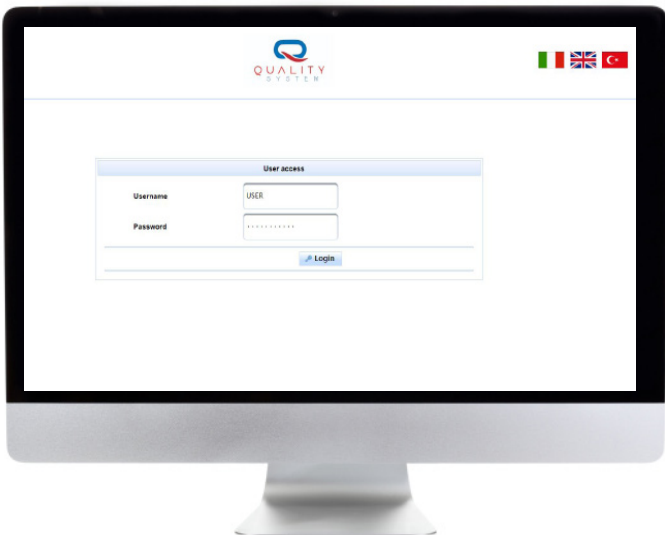 QUALITY
SYSTEM
User access
Username
USER
Password
Login